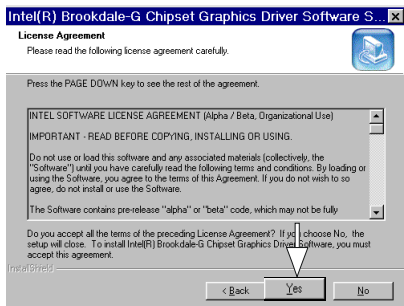 Intel(R) Brookdale-G Chipset Graphics Driver Software S...
License Agreement
Please read the following license agreement carefully.
Press the PAGE DOWN key to see the rest of the agreement.
INTEL SOFTWARE LICENSE AGREEMENT (Alpha / Beta, Organizational Use)
IMPORTANT - READ BEFORE COPYING, INSTALLING OR USING.
Do not use or load this software and any associated materials (collectively, the
"Software") until you have carefully read the following terms and conditions. By loading or
using the Software, you agree to the terms of this Agreement. If you do not wish to so
agree, do not install or use the Software.
The Software contains pre-release "alpha" or "beta" code, which may not be fully
Do you accept all the terms of the preceding License Agreement? If you choose No, the
setup will close. To install Intel(R) Brookdale-G Chipset Graphics Driver Software, you must
accept this agreement.
InstallShield
< Back Yes No